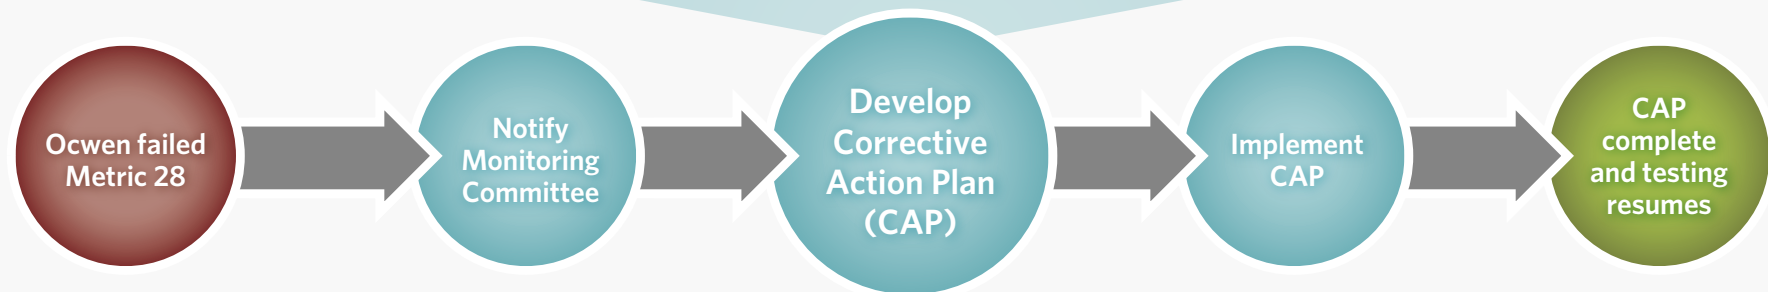 Ocwen failed
Metric 28
Notify
Monitoring
Committee
Develop
Corrective
Action Plan
(CAP)
Implement
CAP
CAP
complete
and testing
resumes